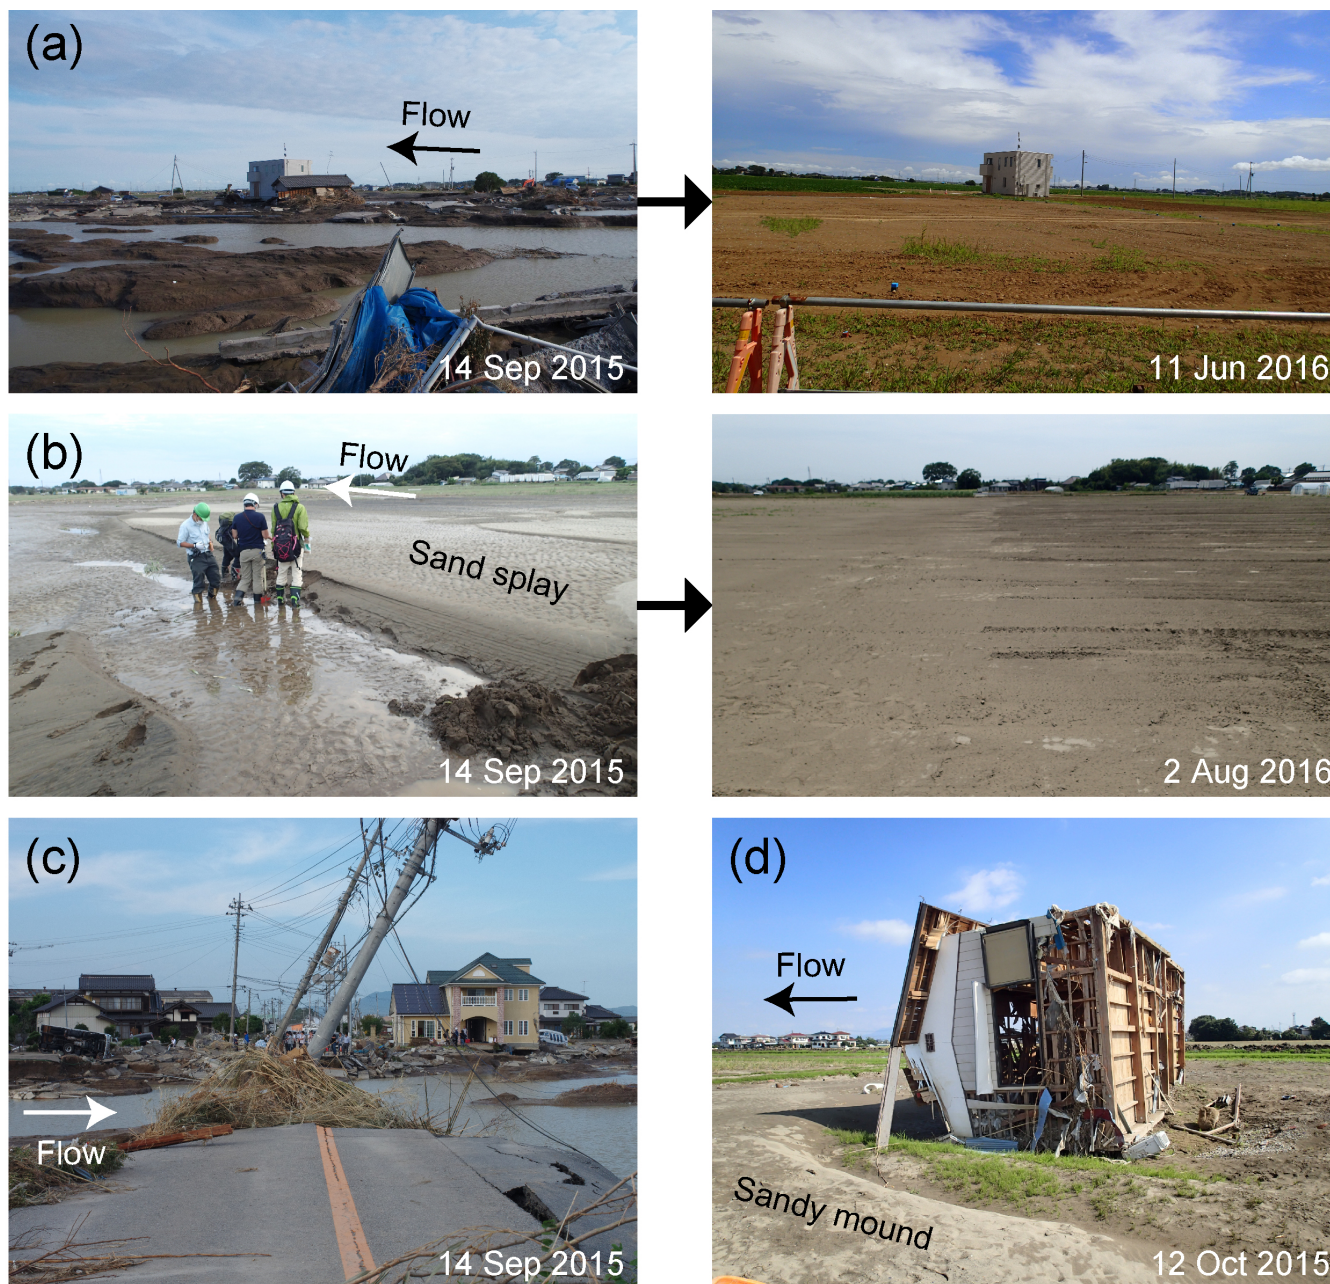 (a)
Flow
14 Sep 2015
11 Jun 2016
(b)
Flow
Sand splay
14 Sep 2015
2 Aug 2016
(c)
Flow
14 Sep 2015
(d)
Flow
Sandy mound
12 Oct 2015